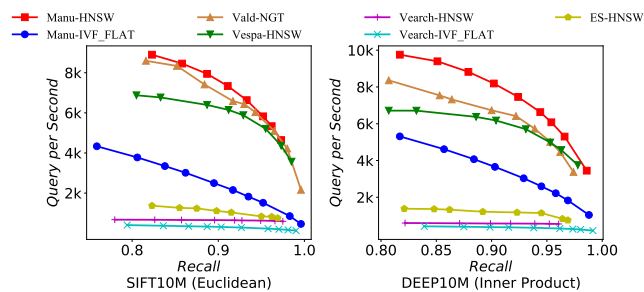 Manu-HNSW Vald-NGT Vearch-HNSW ES-HNSW
Manu-IVF_FLAT Vespa-HNSW Vearch-IVF_FLAT
Query per Second
8k
6k
4k
2k
0.8 0.9 1.0
Recall
SIFT10M (Euclidean)
Query per Second
10k
8k
6k
4k
2k
0.80 0.85 0.90 0.95 1.00
Recall
DEEP10M (Inner Product)